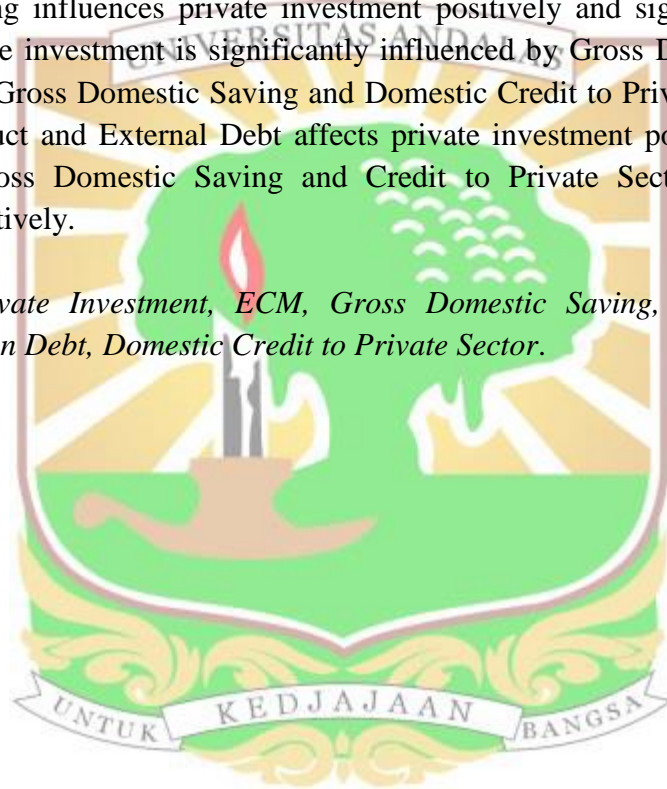 ng influences private investment positively and sig
e investment is significantly influenced by Gross D
UNIVERSITAS ANDALAS
Gross Domestic Saving and Domestic Credit to Priv
ct and External Debt affects private investment po
oss Domestic Saving and Credit to Private Sect
tively.
vate Investment, ECM, Gross Domestic Saving,
n Debt, Domestic Credit to Private Sector.
UNTUK KEDJAJAAN BANGSA